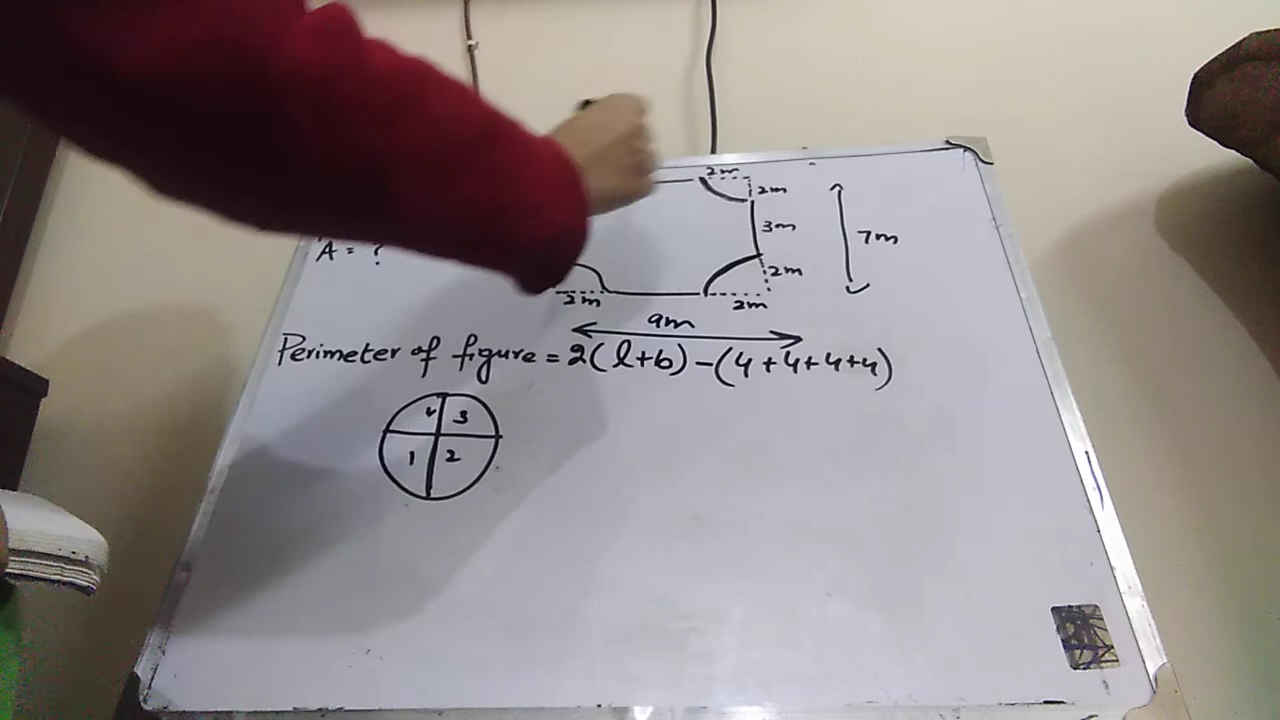 2m
2m
3m
7m
A = ?
2m
2m
2m
9m
Perimeter of figure = 2(l+b) - (4+4+4+4)
4 3
1 2